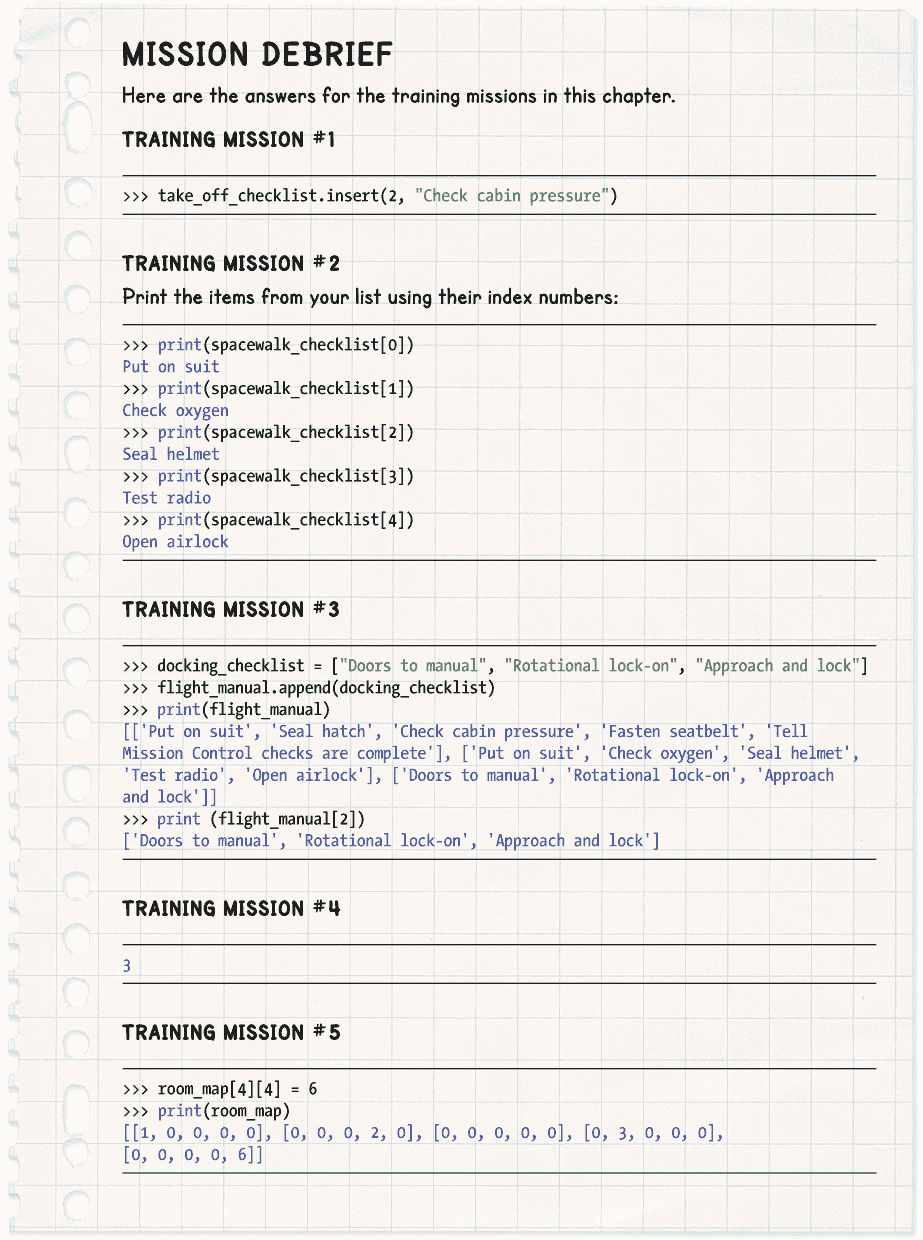 MISSION DEBRIEF
Here are the answers for the training missions in this chapter.
TRAINING MISSION #1
>>> take_off_checklist.insert(2, "Check cabin pressure")
TRAINING MISSION #2
Print the items from your list using their index numbers:
>>> print(spacewalk_checklist[0])
Put on suit
>>> print(spacewalk_checklist[1])
Check oxygen
>>> print(spacewalk_checklist[2])
Seal helmet
>>> print(spacewalk_checklist[3])
Test radio
>>> print(spacewalk_checklist[4])
Open airlock
TRAINING MISSION #3
>>> docking_checklist = ["Doors to manual", "Rotational lock-on", "Approach and lock"]
>>> flight_manual.append(docking_checklist)
>>> print(flight_manual)
[['Put on suit', 'Seal hatch', 'Check cabin pressure', 'Fasten seatbelt', 'Tell
Mission Control checks are complete'], ['Put on suit', 'Check oxygen', 'Seal helmet',
'Test radio', 'Open airlock'], ['Doors to manual', 'Rotational lock-on', 'Approach
and lock']]
>>> print (flight_manual[2])
['Doors to manual', 'Rotational lock-on', 'Approach and lock']
TRAINING MISSION #4
3
TRAINING MISSION #5
>>> room_map[4][4] = 6
>>> print(room_map)
[[1, 0, 0, 0, 0], [0, 0, 0, 2, 0], [0, 0, 0, 0, 0], [0, 3, 0, 0, 0],
[0, 0, 0, 0, 6]]